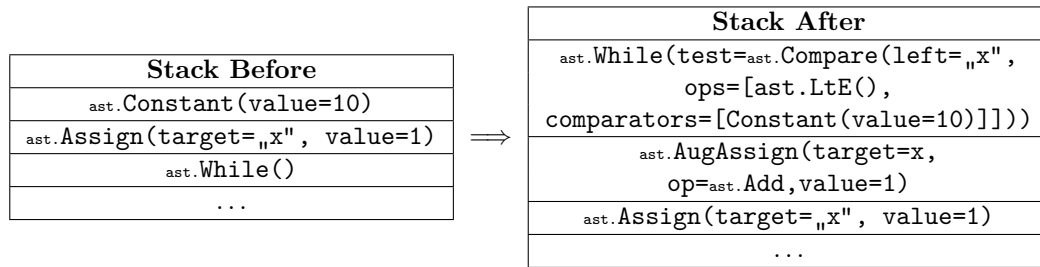 Stack Before
ast.Constant(value=10)
ast.Assign(target=„x", value=1)
ast.While()
...
⟹
Stack After
ast.While(test=ast.Compare(left=„x",
ops=[ast.LtE(),
comparators=[Constant(value=10)]]))
ast.AugAssign(target=x,
op=ast.Add,value=1)
ast.Assign(target=„x", value=1)
...